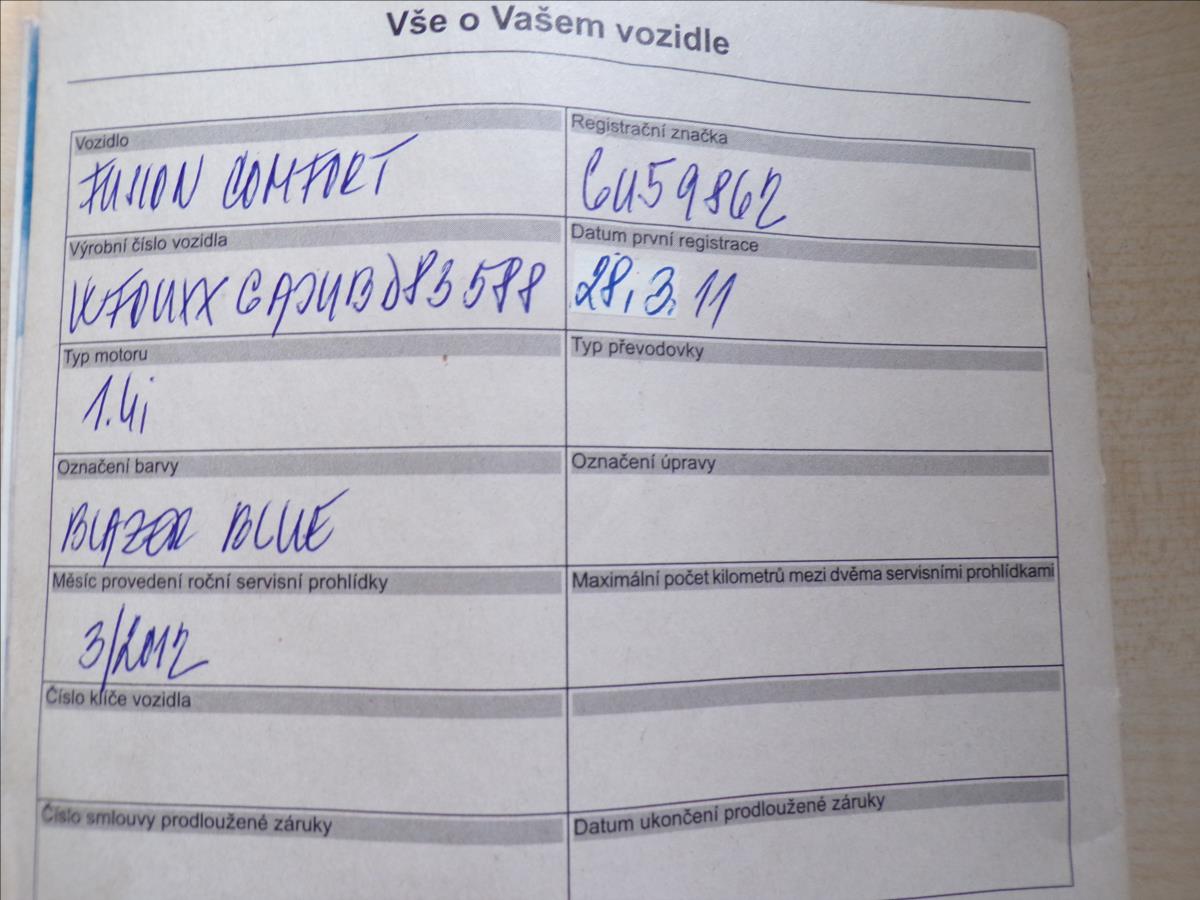 Vše o Vašem vozidle
Vozidlo
FUSION COMFORT
Registrační značka
6U59862
Výrobní číslo vozidla
Datum první registrace
28.3. 11
Typ motoru
1.4i
Typ převodovky
Označení barvy
BLAZER BLUE
Označení úpravy
Měsíc provedení roční servisní prohlídky
3/2012
Maximální počet kilometrů mezi dvěma servisními prohlídkami
Číslo klíče vozidla
Číslo smlouvy prodloužené záruky
Datum ukončení prodloužené záruky